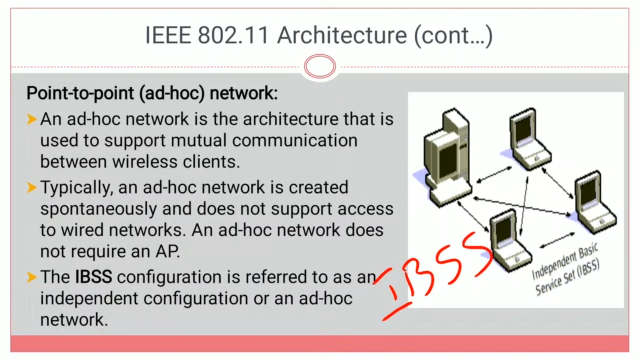 IEEE 802.11 Architecture (cont…)
Point-to-point (ad-hoc) network:
An ad-hoc network is the architecture that is
used to support mutual communication
between wireless clients.
Typically, an ad-hoc network is created
spontaneously and does not support access
to wired networks. An ad-hoc network does
not require an AP.
The IBSS configuration is referred to as an
independent configuration or an ad-hoc
network.
IBSS
Independent Basic
Service Set (IBSS)